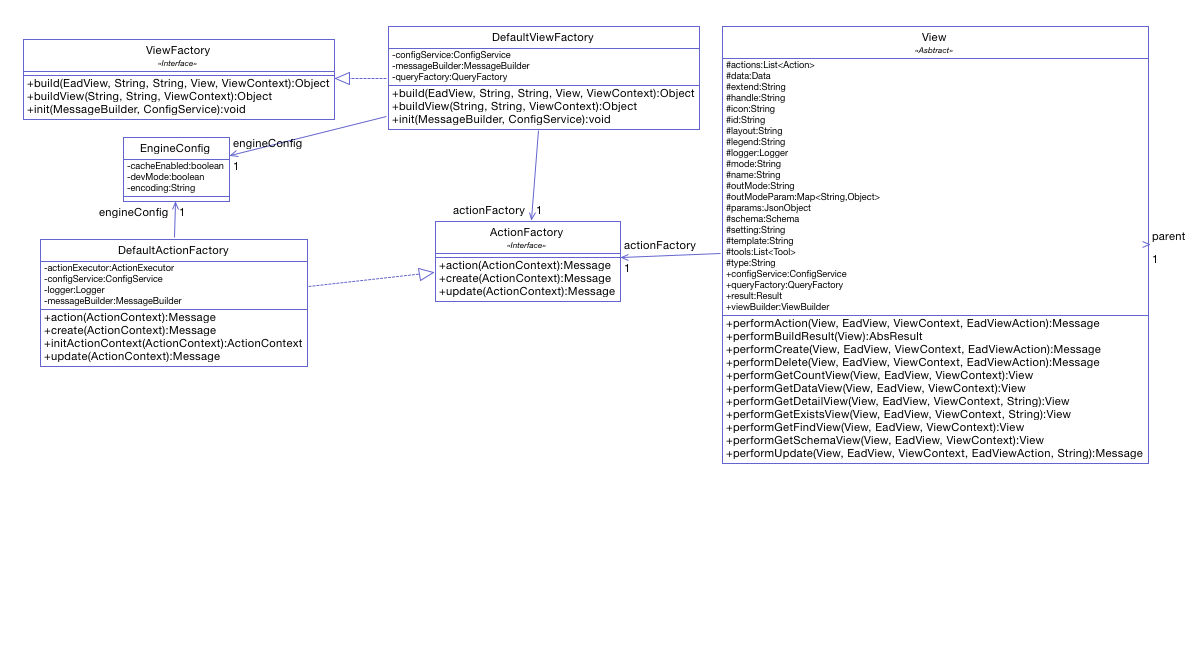 ViewFactory
«Interface»
+build(EadView, String, String, View, ViewContext):Object
+buildView(String, String, ViewContext):Object
+init(MessageBuilder, ConfigService):void
DefaultViewFactory
-configService:ConfigService
-messageBuilder:MessageBuilder
-queryFactory:QueryFactory
+build(EadView, String, String, View, ViewContext):Object
+buildView(String, String, ViewContext):Object
+init(MessageBuilder, ConfigService):void
View
«Asbtract»
#actions:List<Action>
#data:Data
#extend:String
#handle:String
#icon:String
#id:String
#layout:String
#legend:String
#logger:Logger
#mode:String
#name:String
#outMode:String
#outModeParam:Map<String,Object>
#params:JsonObject
#schema:Schema
#setting:String
#template:String
#tools:List<Tool>
#type:String
+configService:ConfigService
+queryFactory:QueryFactory
+result:Result
+viewBuilder:ViewBuilder
+performAction(View, EadView, ViewContext, EadViewAction):Message
+performBuildResult(View):AbsResult
+performCreate(View, EadView, ViewContext, EadViewAction):Message
+performDelete(View, EadView, ViewContext, EadViewAction):Message
+performGetCountView(View, EadView, ViewContext):View
+performGetDataView(View, EadView, ViewContext):View
+performGetDetailView(View, EadView, ViewContext, String):View
+performGetExistsView(View, EadView, ViewContext, String):View
+performGetFindView(View, EadView, ViewContext):View
+performGetSchemaView(View, EadView, ViewContext):View
+performUpdate(View, EadView, ViewContext, EadViewAction, String):Message
parent
1
engineConfig
1
EngineConfig
-cacheEnabled:boolean
-devMode:boolean
-encoding:String
engineConfig
1
actionFactory
1
ActionFactory
«Interface»
+action(ActionContext):Message
+create(ActionContext):Message
+update(ActionContext):Message
actionFactory
1
DefaultActionFactory
-actionExecutor:ActionExecutor
-configService:ConfigService
-logger:Logger
-messageBuilder:MessageBuilder
+action(ActionContext):Message
+create(ActionContext):Message
+initActionContext(ActionContext):ActionContext
+update(ActionContext):Message